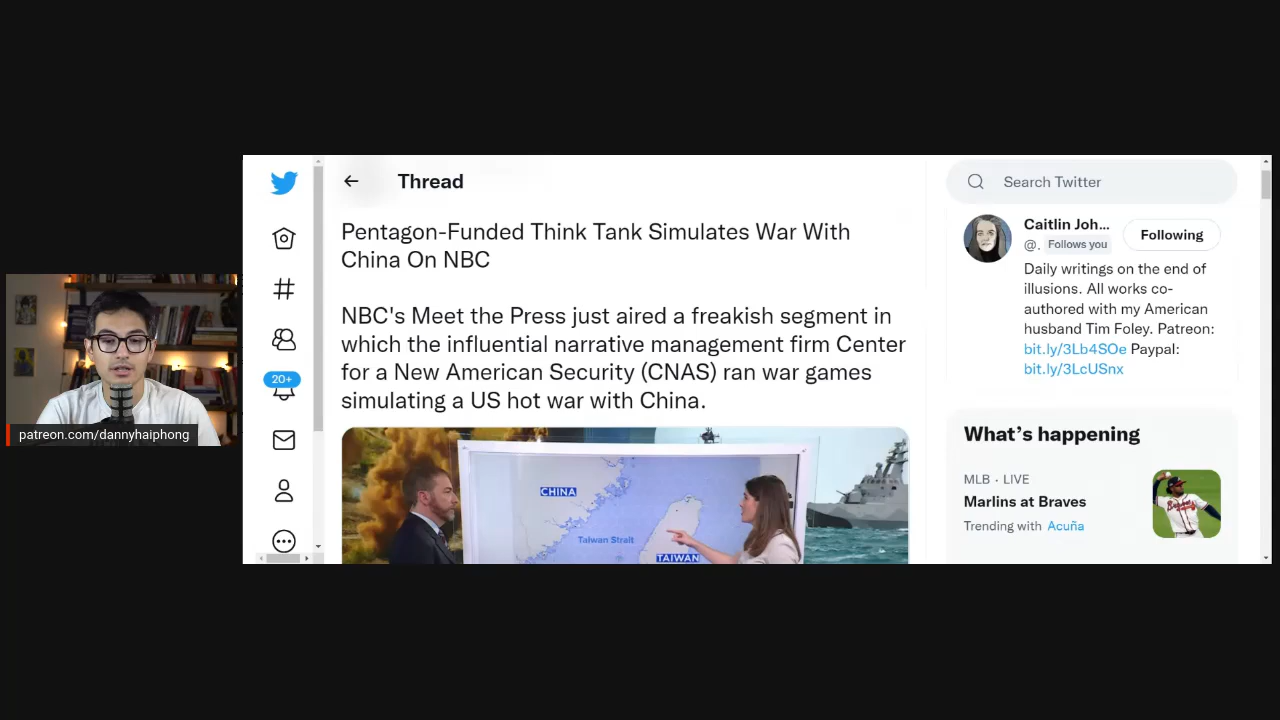 Thread
Pentagon-Funded Think Tank Simulates War With
China On NBC
NBC's Meet the Press just aired a freakish segment in
which the influential narrative management firm Center
for a New American Security (CNAS) ran war games
simulating a US hot war with China.
CHINA
Taiwan Strait
TAIWAN
20+
patreon.com/dannyhaiphong
Search Twitter
Caitlin Joh...
@. Follows you
Following
Daily writings on the end of
illusions. All works co-
authored with my American
husband Tim Foley. Patreon:
bit.ly/3Lb4SOe Paypal:
bit.ly/3LcUSnx
What's happening
MLB · LIVE
Marlins at Braves
Trending with Acuña
Braves